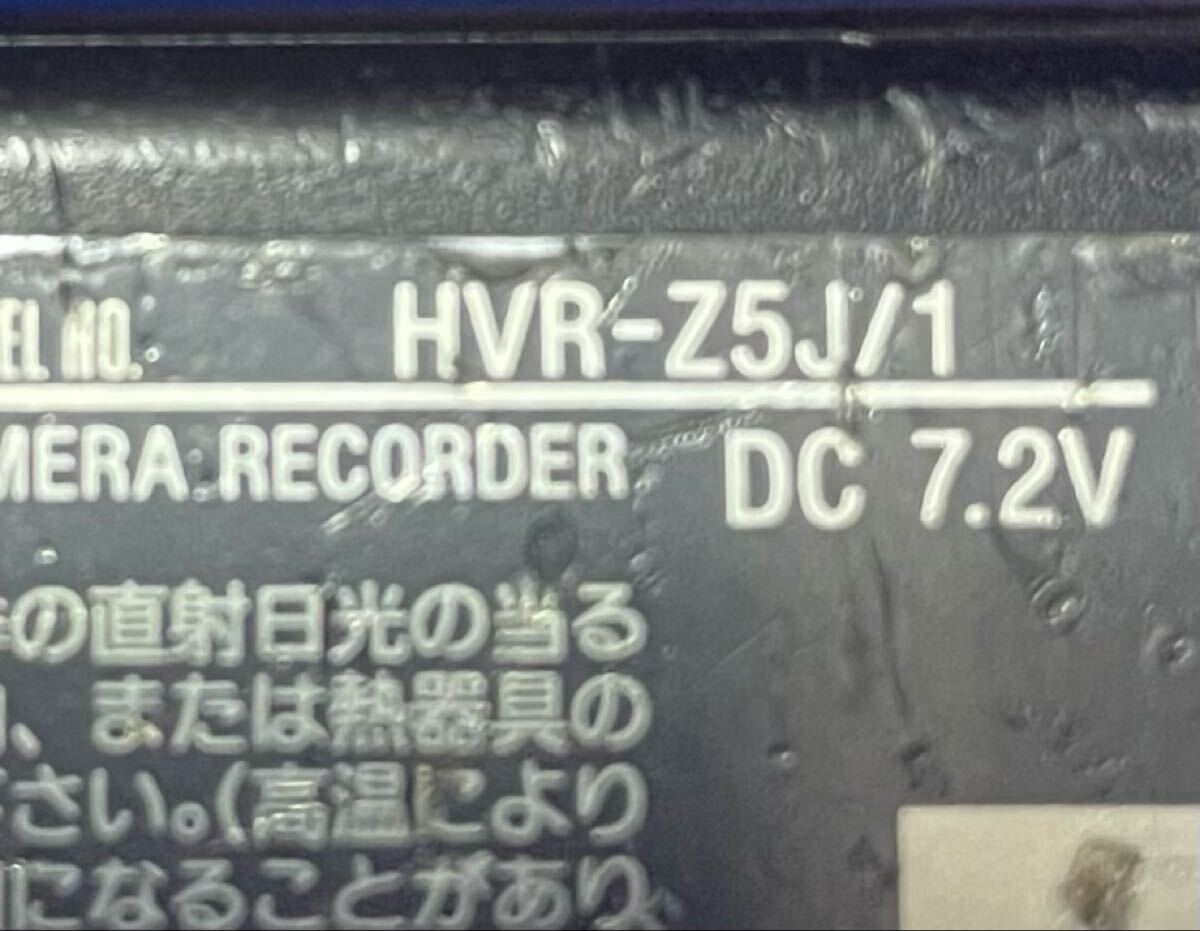 EL NO. HVR-Z5J/1
MERA RECORDER DC 7.2V
の直射日光の当る
、または熱器具の
さい。(高温により
になることがあり